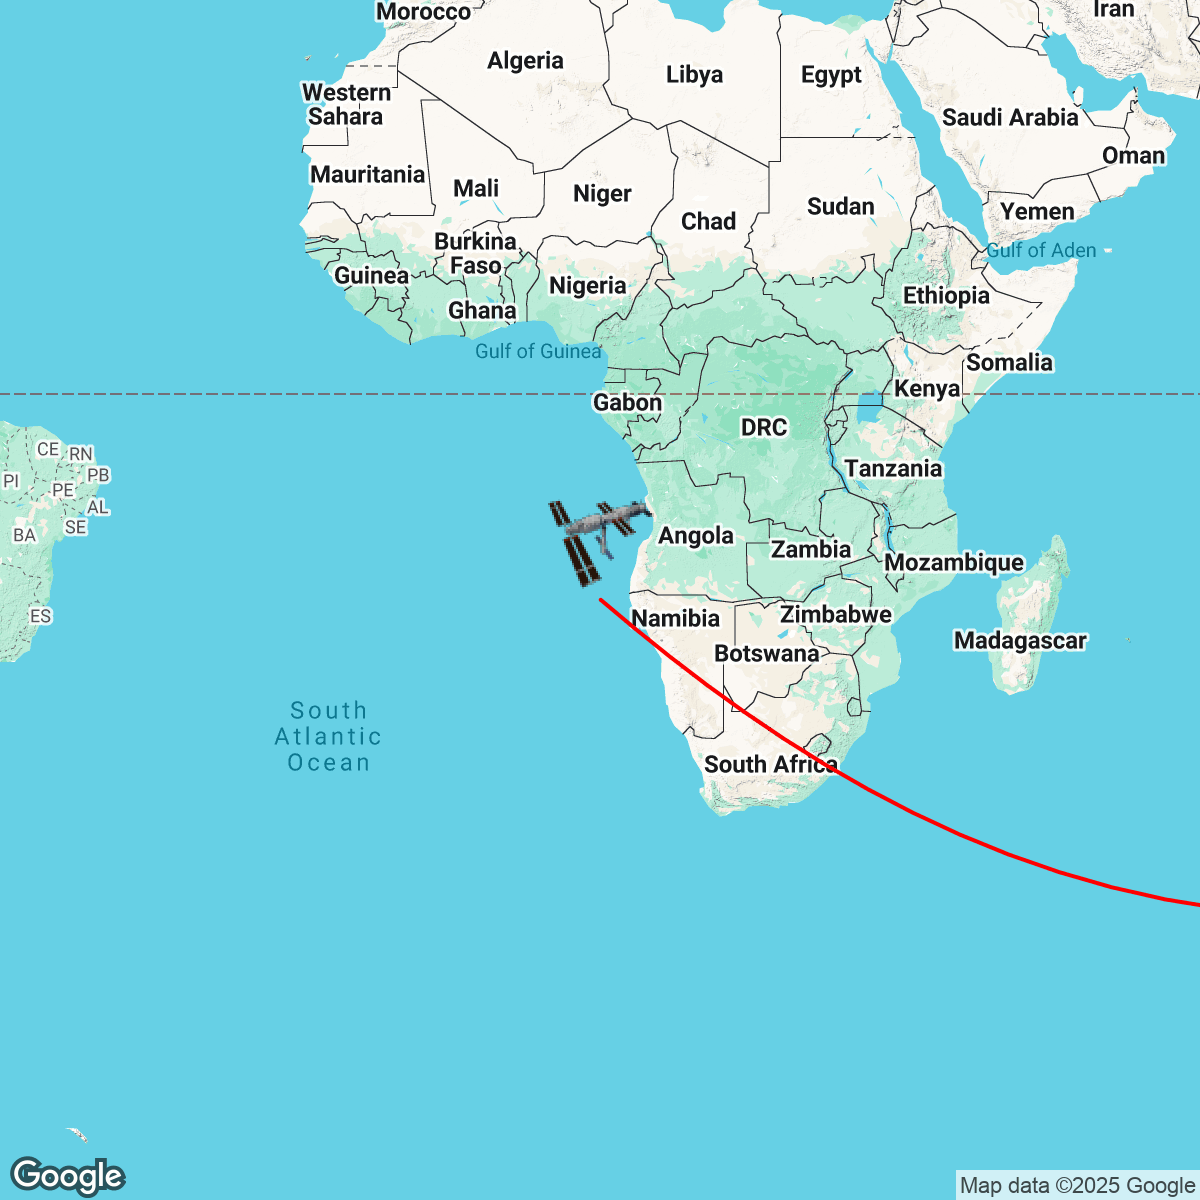 Morocco
Iran
Algeria
Libya
Egypt
Western
Sahara
Saudi Arabia
Oman
Mauritania
Mali
Niger
Chad
Sudan
Yemen
Burkina
Faso
Gulf of Aden
Guinea
Nigeria
Ethiopia
Ghana
Gulf of Guinea
Somalia
Kenya
Gabon
DRC
CE
RN
PB
PI
PE
AL
SE
BA
Tanzania
Angola
Zambia
Mozambique
ES
Namibia
Zimbabwe
Botswana
Madagascar
South
Atlantic
Ocean
South Africa
Google
Map data ©2025 Google